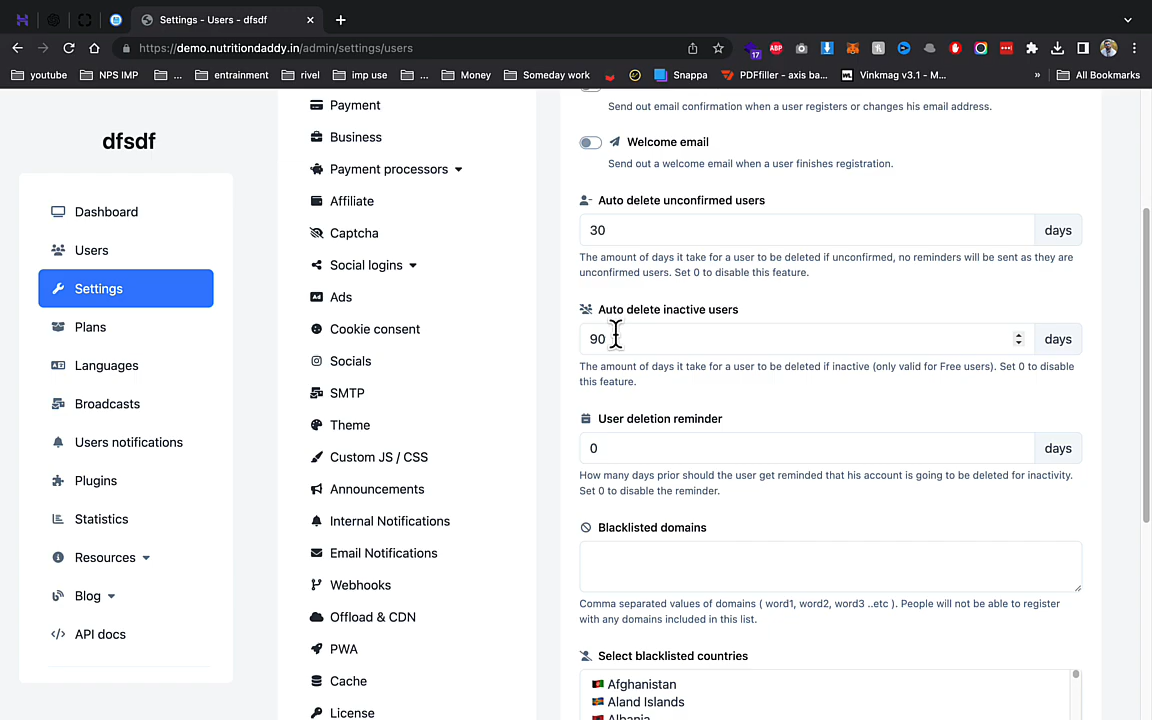 Settings - Users - dfsdf
https://demo.nutritiondaddy.in/admin/settings/users
17
ABP
youtube
NPS IMP
...
entrainment
rivel
imp use
...
Money
Someday work
Snappa
PDFfiller - axis ba...
Vinkmag v3.1 - M...
»
All Bookmarks
dfsdf
Dashboard
Users
Settings
Plans
Languages
Broadcasts
Users notifications
Plugins
Statistics
Resources
Blog
API docs
Payment
Business
Payment processors
Affiliate
Captcha
Social logins
Ads
Cookie consent
Socials
SMTP
Theme
Custom JS / CSS
Announcements
Internal Notifications
Email Notifications
Webhooks
Offload & CDN
PWA
Cache
License
Send out email confirmation when a user registers or changes his email address.
Welcome email
Send out a welcome email when a user finishes registration.
Auto delete unconfirmed users
30 days
The amount of days it take for a user to be deleted if unconfirmed, no reminders will be sent as they are
unconfirmed users. Set 0 to disable this feature.
Auto delete inactive users
90 days
The amount of days it take for a user to be deleted if inactive (only valid for Free users). Set 0 to disable
this feature.
User deletion reminder
0 days
How many days prior should the user get reminded that his account is going to be deleted for inactivity.
Set 0 to disable the reminder.
Blacklisted domains
Comma separated values of domains ( word1, word2, word3 ..etc ). People will not be able to register
with any domains included in this list.
Select blacklisted countries
Afghanistan
Aland Islands
Albania